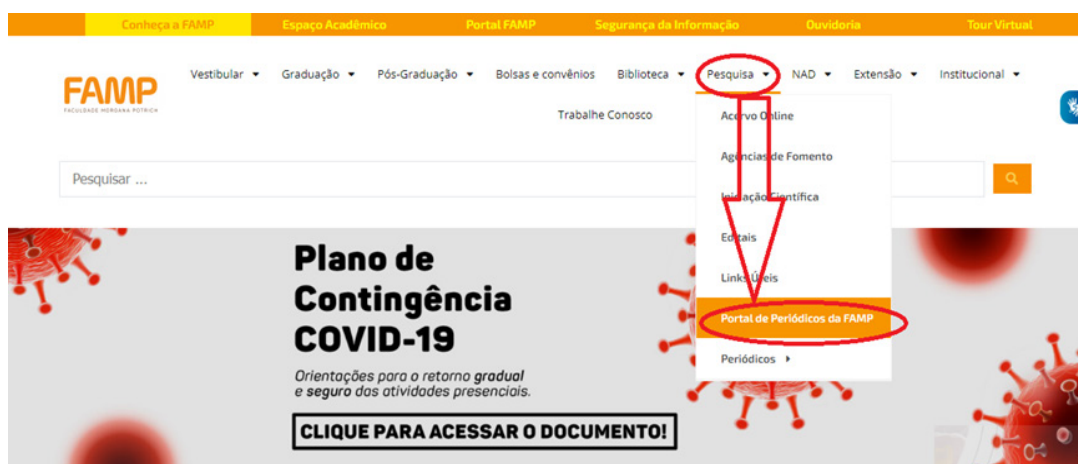 Conheça a FAMP Espaço Acadêmico Portal FAMP Segurança da Informação Ouvidoria Tour Virtual
FAMP
FACULDADE MORGANA POTRICH
Vestibular Graduação Pós-Graduação Bolsas e convênios Biblioteca Pesquisa NAD Extensão Institucional
Trabalhe Conosco
Acervo Online
Agências de Fomento
Iniciação Científica
Editais
Links Úteis
Portal de Periódicos da FAMP
Periódicos
Pesquisar ...
Plano de
Contingência
COVID-19
Orientações para o retorno gradual
e seguro das atividades presenciais.
CLIQUE PARA ACESSAR O DOCUMENTO!